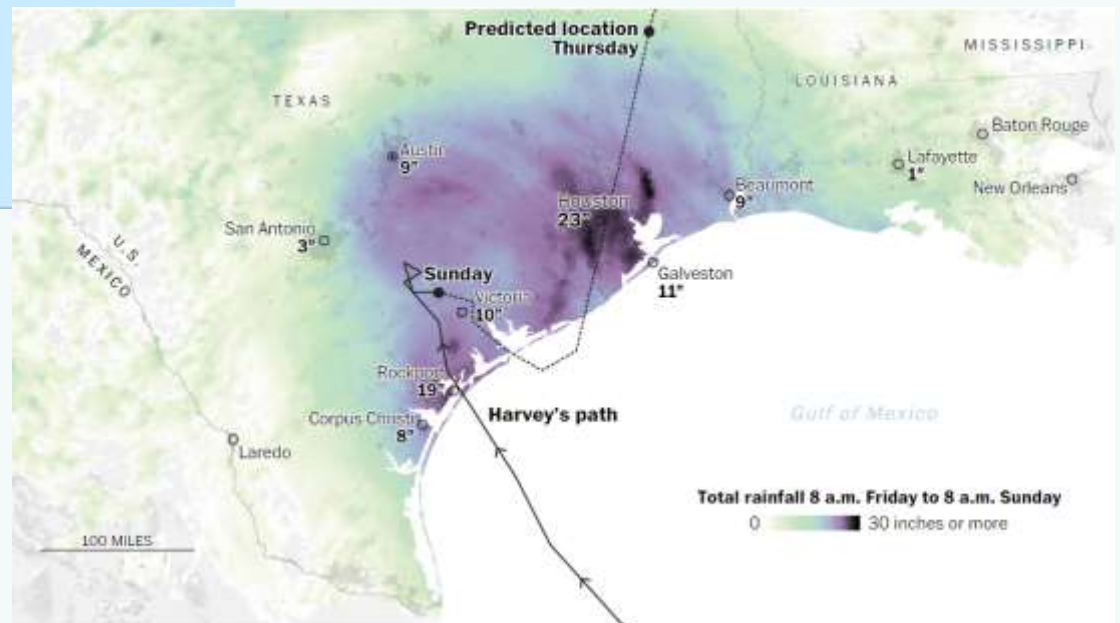 Predicted location
Thursday
MISSISSIPPI
LOUISIANA
TEXAS
Baton Rouge
Austin
9"
Lafayette
1"
New Orleans
Beaumont
9"
Houston
23"
San Antonio
3"
U.S.
MEXICO
Sunday
Galveston
11"
Victoria
10"
Rockport
19"
Harvey's path
Corpus Christi
8"
Gulf of Mexico
Laredo
Total rainfall 8 a.m. Friday to 8 a.m. Sunday
0 30 inches or more
100 MILES